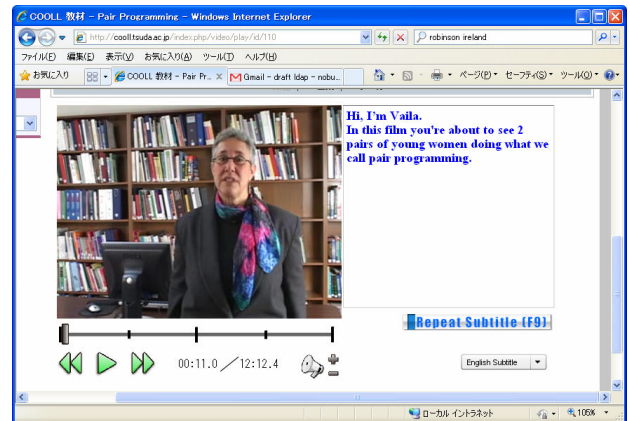 COOLL 教材 - Pair Programming - Windows Internet Explorer
http://cooll.tsuda.ac.jp/index.php/video/play/id/110
robinson ireland
ファイル(F) 編集(E) 表示(V) お気に入り(A) ツール(T) ヘルプ(H)
お気に入り
COOLL 教材 - Pair Pr...
Gmail - draft ldap - nobu...
ページ(P) セーフティ(S) ツール(O)
Hi, I'm Vaila.
In this film you're about to see 2
pairs of young women doing what we
call pair programming.
Repeat Subtitle (F9)
00:11.0 / 12:12.4
English Subtitle
ローカル イントラネット
105%